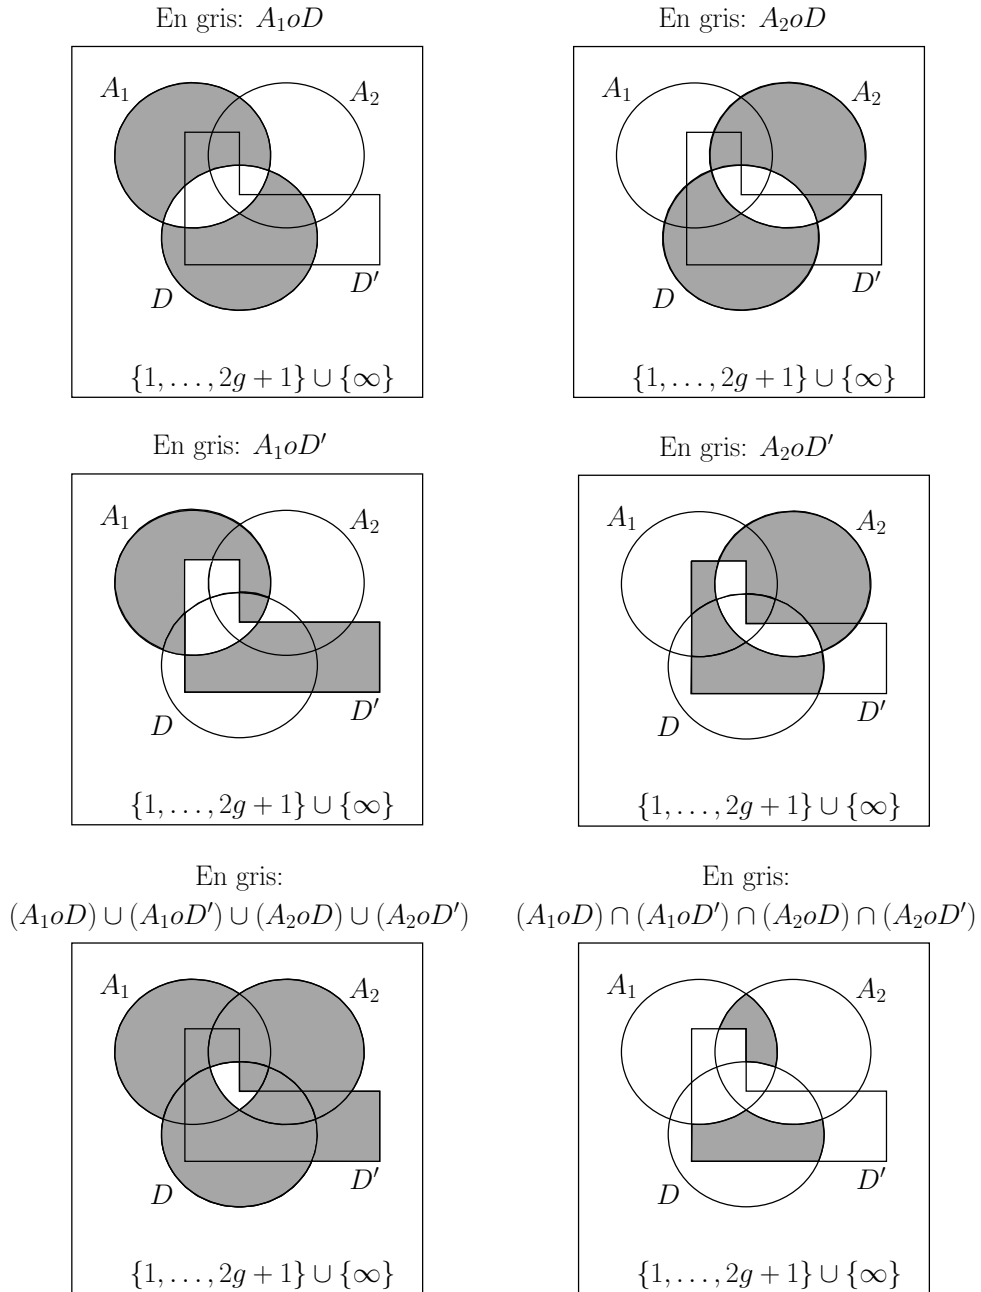 En gris: A₁oD
En gris: A₂oD
A₁
A₂
D
D′
{1, . . . , 2g + 1} ∪ {∞}
A₁
A₂
D
D′
{1, . . . , 2g + 1} ∪ {∞}
En gris: A₁oD′
En gris: A₂oD′
A₁
A₂
D
D′
{1, . . . , 2g + 1} ∪ {∞}
A₁
A₂
D
D′
{1, . . . , 2g + 1} ∪ {∞}
En gris:
(A₁oD) ∪ (A₁oD′) ∪ (A₂oD) ∪ (A₂oD′)
En gris:
(A₁oD) ∩ (A₁oD′) ∩ (A₂oD) ∩ (A₂oD′)
A₁
A₂
D
D′
{1, . . . , 2g + 1} ∪ {∞}
A₁
A₂
D
D′
{1, . . . , 2g + 1} ∪ {∞}